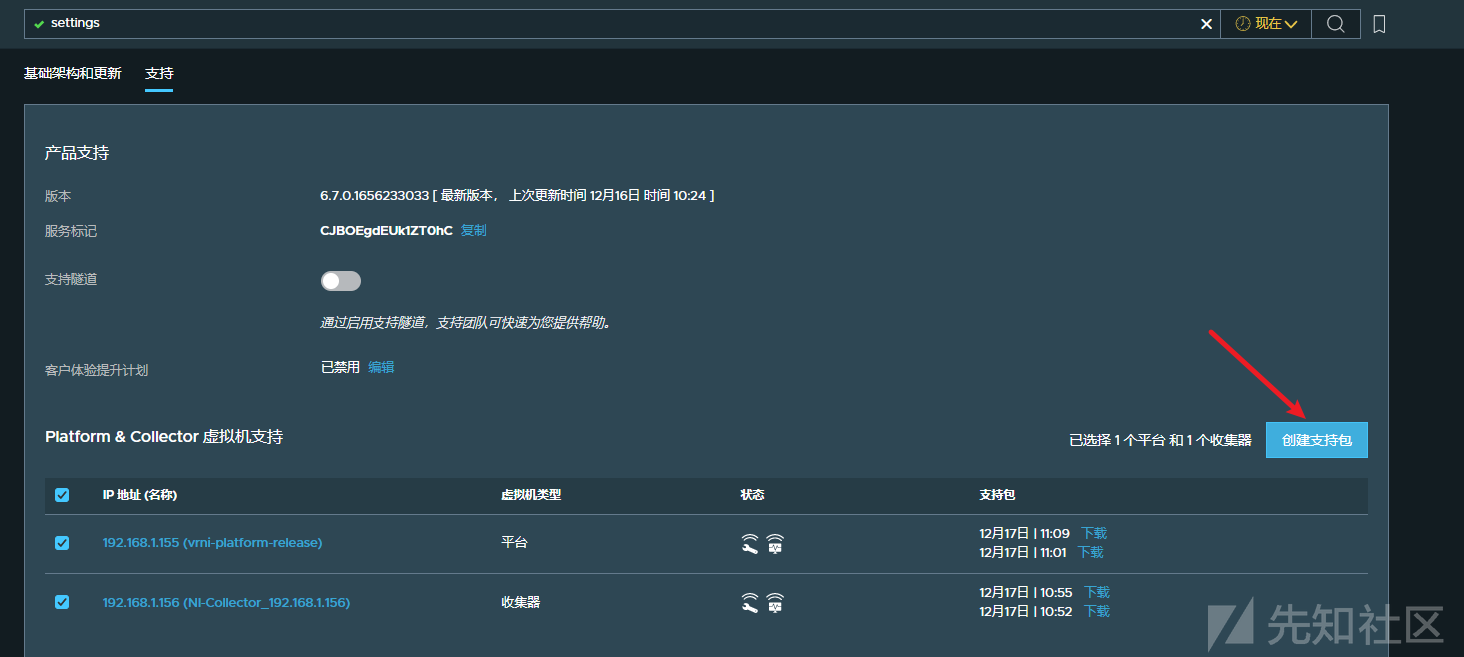 settings
现在
基础架构和更新 支持
产品支持
版本 6.7.0.1656233033 [ 最新版本， 上次更新时间 12月16日 时间 10:24 ]
服务标记 CJBOEgdEUk1ZT0hC 复制
支持隧道
通过启用支持隧道，支持团队可快速为您提供帮助。
客户体验提升计划 已禁用 编辑
Platform & Collector 虚拟机支持 已选择 1 个平台 和 1 个收集器 创建支持包
IP 地址 (名称) 虚拟机类型 状态 支持包
192.168.1.155 (vrni-platform-release) 平台 12月17日 | 11:09 下载
12月17日 | 11:01 下载
192.168.1.156 (NI-Collector_192.168.1.156) 收集器 12月17日 | 10:55 下载
12月17日 | 10:52 下载
先知社区